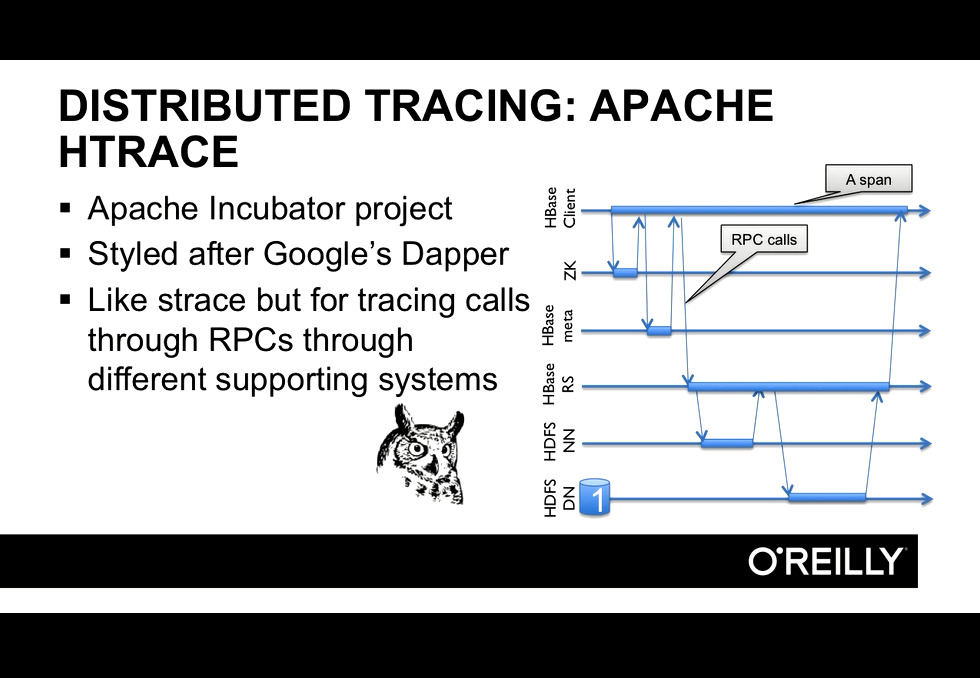 DISTRIBUTED TRACING: APACHE
HTRACE
▪ Apache Incubator project
▪ Styled after Google’s Dapper
▪ Like strace but for tracing calls
through RPCs through
different supporting systems
A span
RPC calls
HBase
Client
ZK
HBase
meta
HBase
RS
HDFS
NN
HDFS
DN
1
O'REILLY